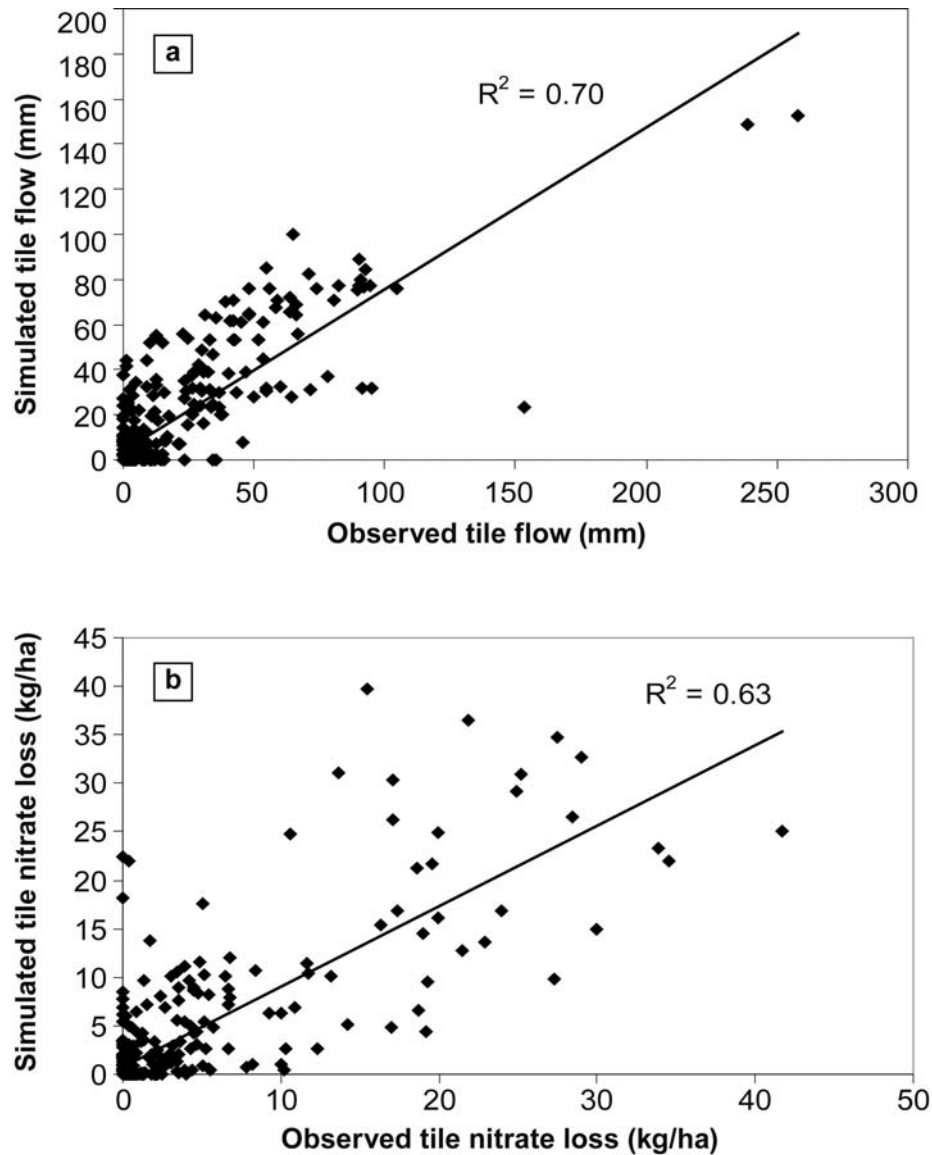 a
R² = 0.70
Simulated tile flow (mm)
200
180
160
140
120
100
80
60
40
20
0
0 50 100 150 200 250 300
Observed tile flow (mm)
b
R² = 0.63
Simulated tile nitrate loss (kg/ha)
45
40
35
30
25
20
15
10
5
0
0 10 20 30 40 50
Observed tile nitrate loss (kg/ha)